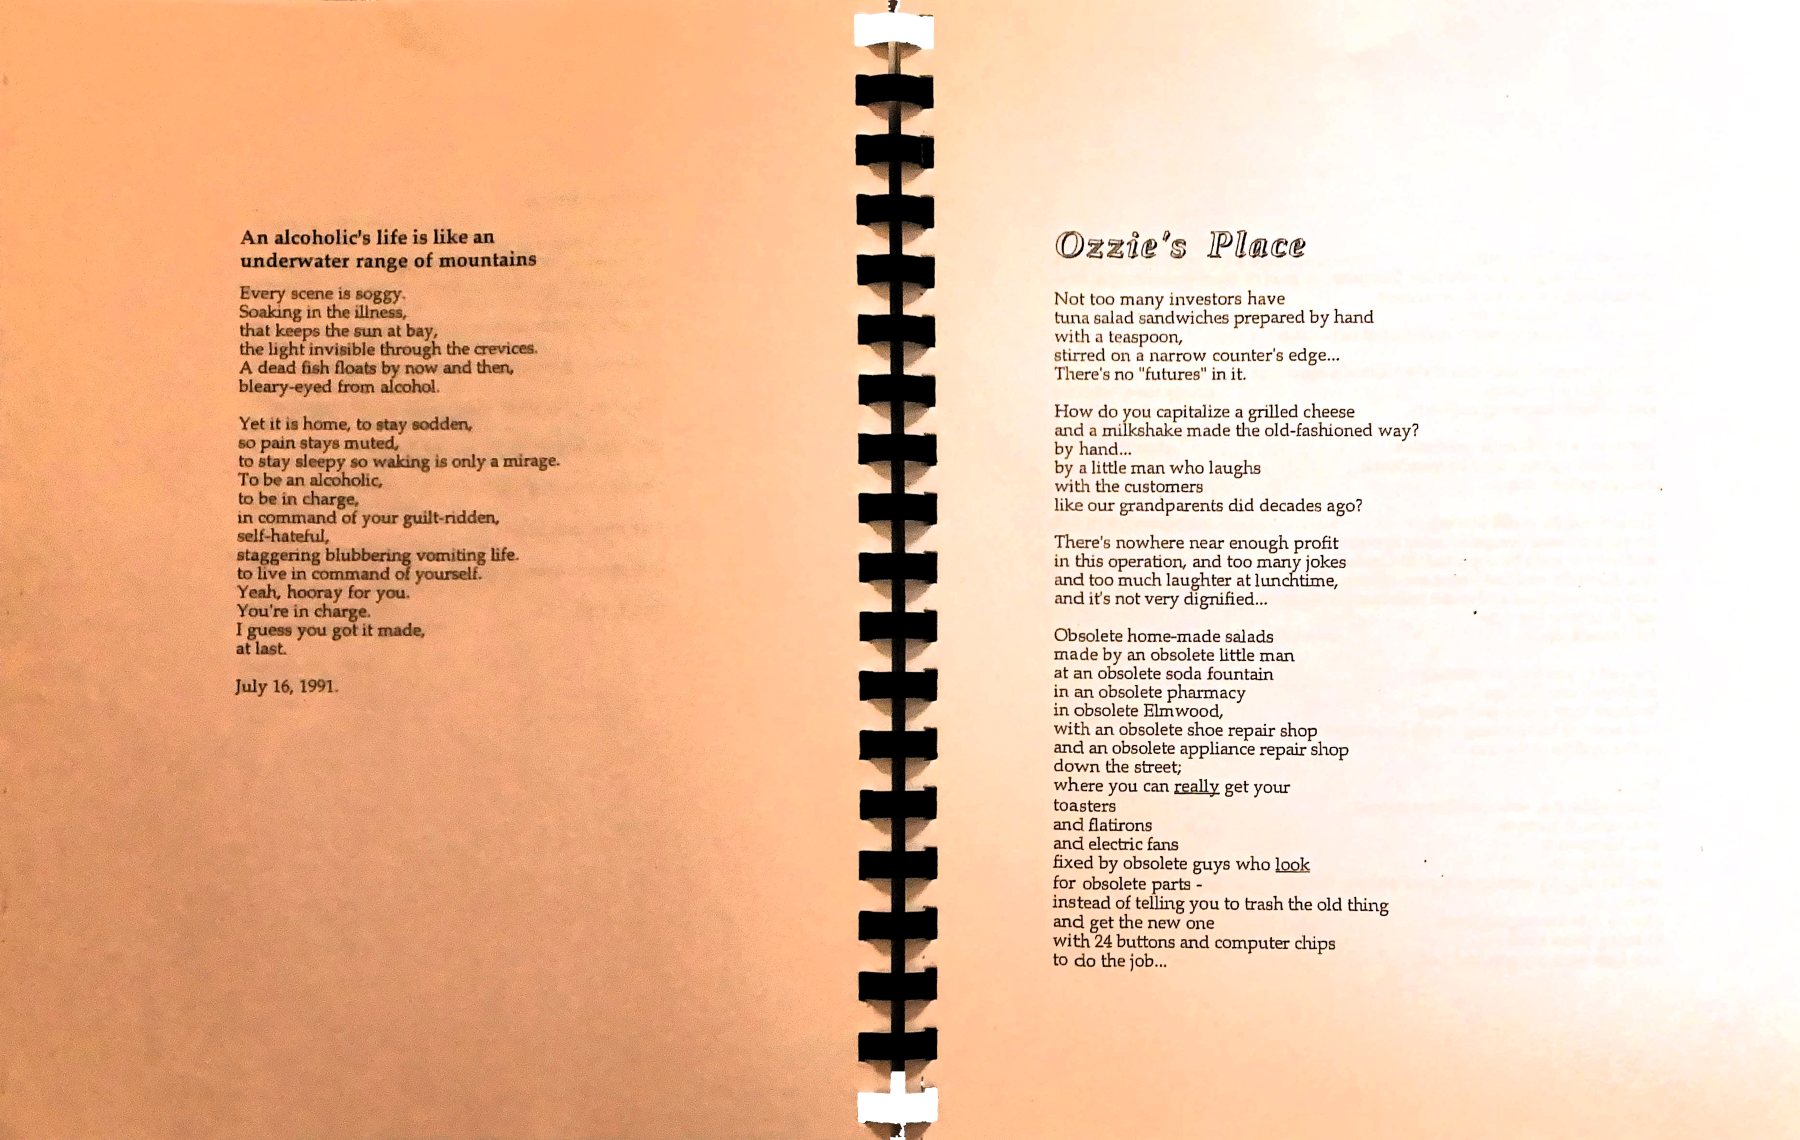 An alcoholic's life is like an
underwater range of mountains
Every scene is soggy.
Soaking in the illness,
that keeps the sun at bay,
the light invisible through the crevices.
A dead fish floats by now and then,
bleary-eyed from alcohol.
Yet it is home, to stay sodden,
so pain stays muted,
to stay sleepy so waking is only a mirage.
To be an alcoholic,
to be in charge,
in command of your guilt-ridden,
self-hateful,
staggering blubbering vomiting life.
to live in command of yourself.
Yeah, hooray for you.
You're in charge.
I guess you got it made,
at last.
July 16, 1991.
Ozzie's Place
Not too many investors have
tuna salad sandwiches prepared by hand
with a teaspoon,
stirred on a narrow counter's edge...
There's no "futures" in it.
How do you capitalize a grilled cheese
and a milkshake made the old-fashioned way?
by hand...
by a little man who laughs
with the customers
like our grandparents did decades ago?
There's nowhere near enough profit
in this operation, and too many jokes
and too much laughter at lunchtime,
and it's not very dignified...
Obsolete home-made salads
made by an obsolete little man
at an obsolete soda fountain
in an obsolete pharmacy
in obsolete Elmwood,
with an obsolete shoe repair shop
and an obsolete appliance repair shop
down the street;
where you can really get your
toasters
and flatirons
and electric fans
fixed by obsolete guys who look
for obsolete parts -
instead of telling you to trash the old thing
and get the new one
with 24 buttons and computer chips
to do the job...